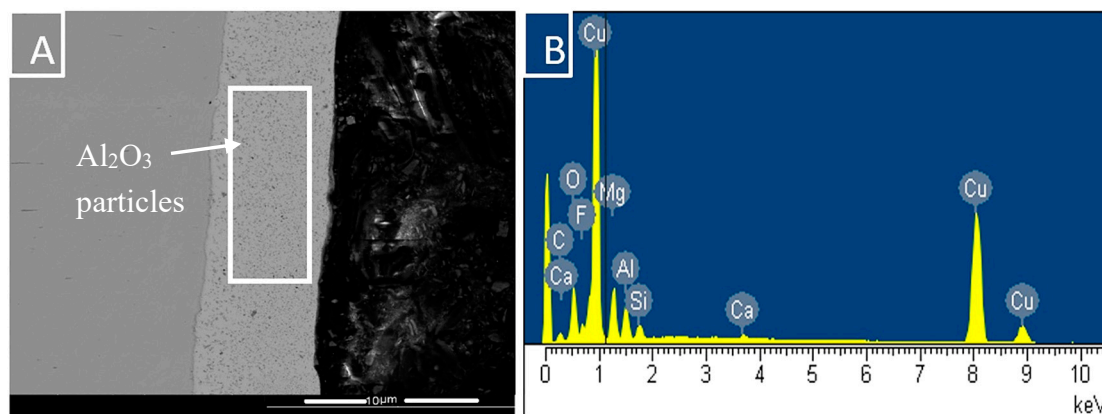 A
Al₂O₃
particles
10μm
B
Cu
O
F
Mg
C
Ca
Al
Si
Ca
Cu
Cu
0 1 2 3 4 5 6 7 8 9 10
keV